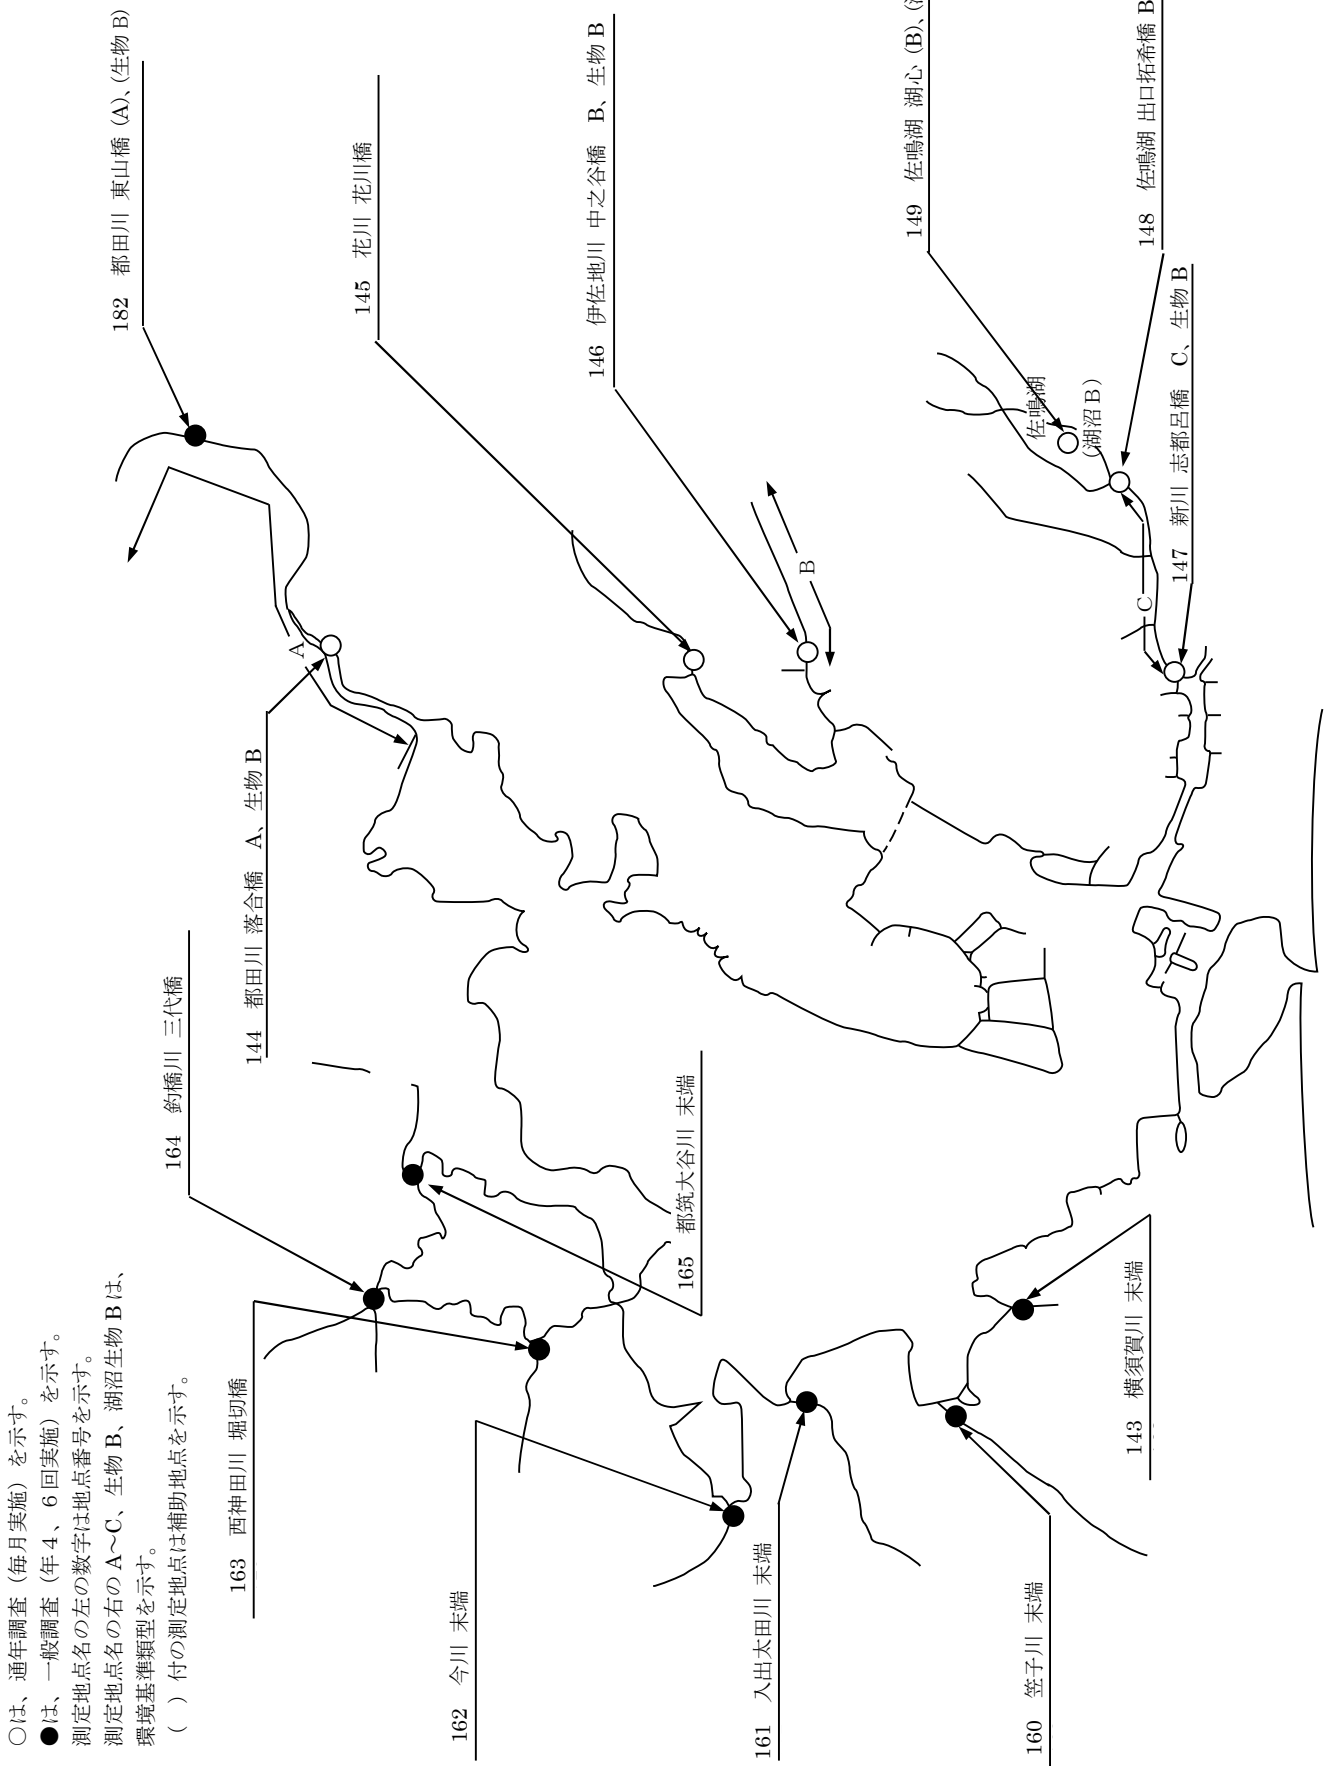 ○は、通年調査（毎月実施）を示す。
●は、一般調査（年４、６回実施）を示す。
測定地点名の左の数字は地点番号を示す。
測定地点名の右の A～C、生物 B、湖沼生物 B は、
環境基準類型を示す。
（　）付の測定地点は補助地点を示す。
182 都田川 東山橋 (A)、(生物 B)
145 花川 花川橋
146 伊佐地川 中之谷橋 B、生物 B
149 佐鳴湖 湖心 (B)、
148 佐鳴湖 出口拓希橋 B
147 新川 志都呂橋 C、生物 B
佐鳴湖
（湖沼 B）
A
B
C
144 都田川 落合橋 A、生物 B
164 釣橋川 三代橋
165 都筑大谷川 末端
163 西神田川 堀切橋
162 今川 末端
161 入出太田川 末端
160 笠子川 末端
143 横須賀川 末端